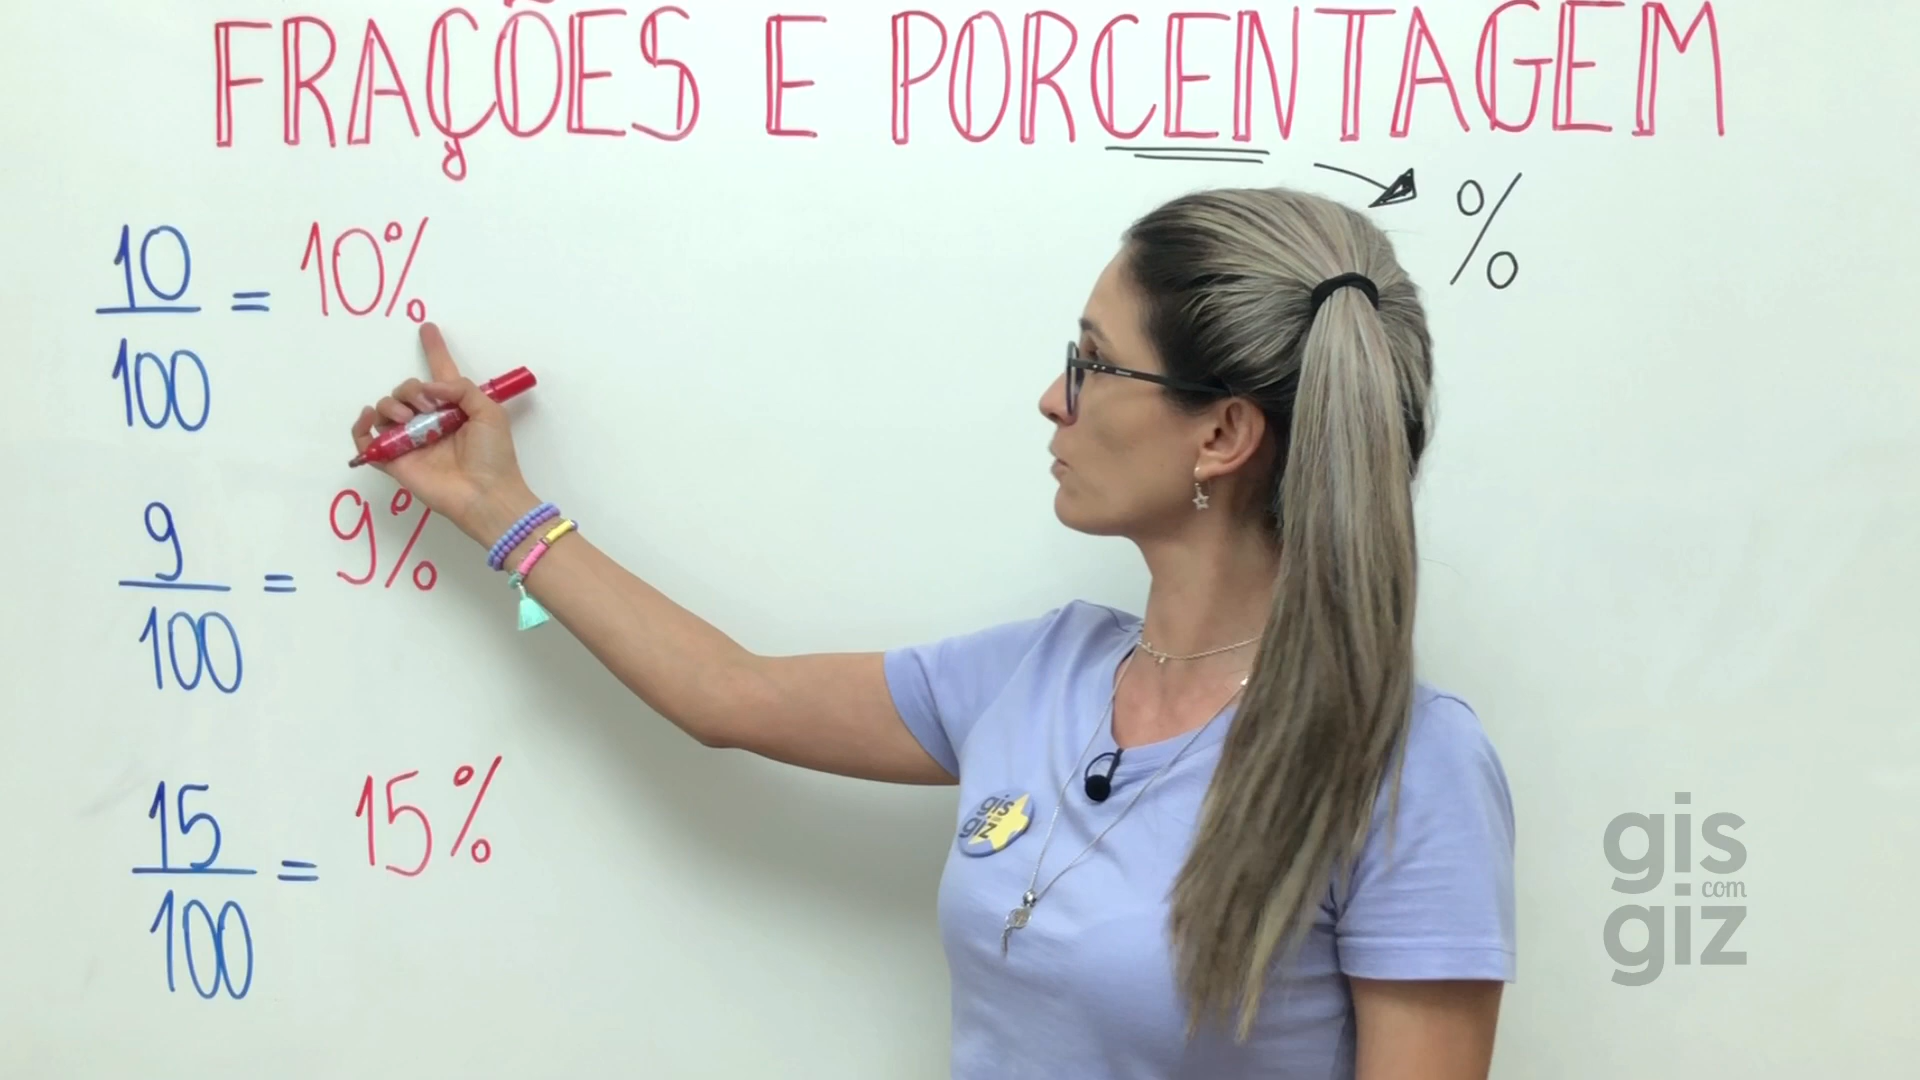 FRAÇÕES E PORCENTAGEM
%
10/100 = 10%
9/100 = 9%
15/100 = 15%
gis
giz
gis
com
giz